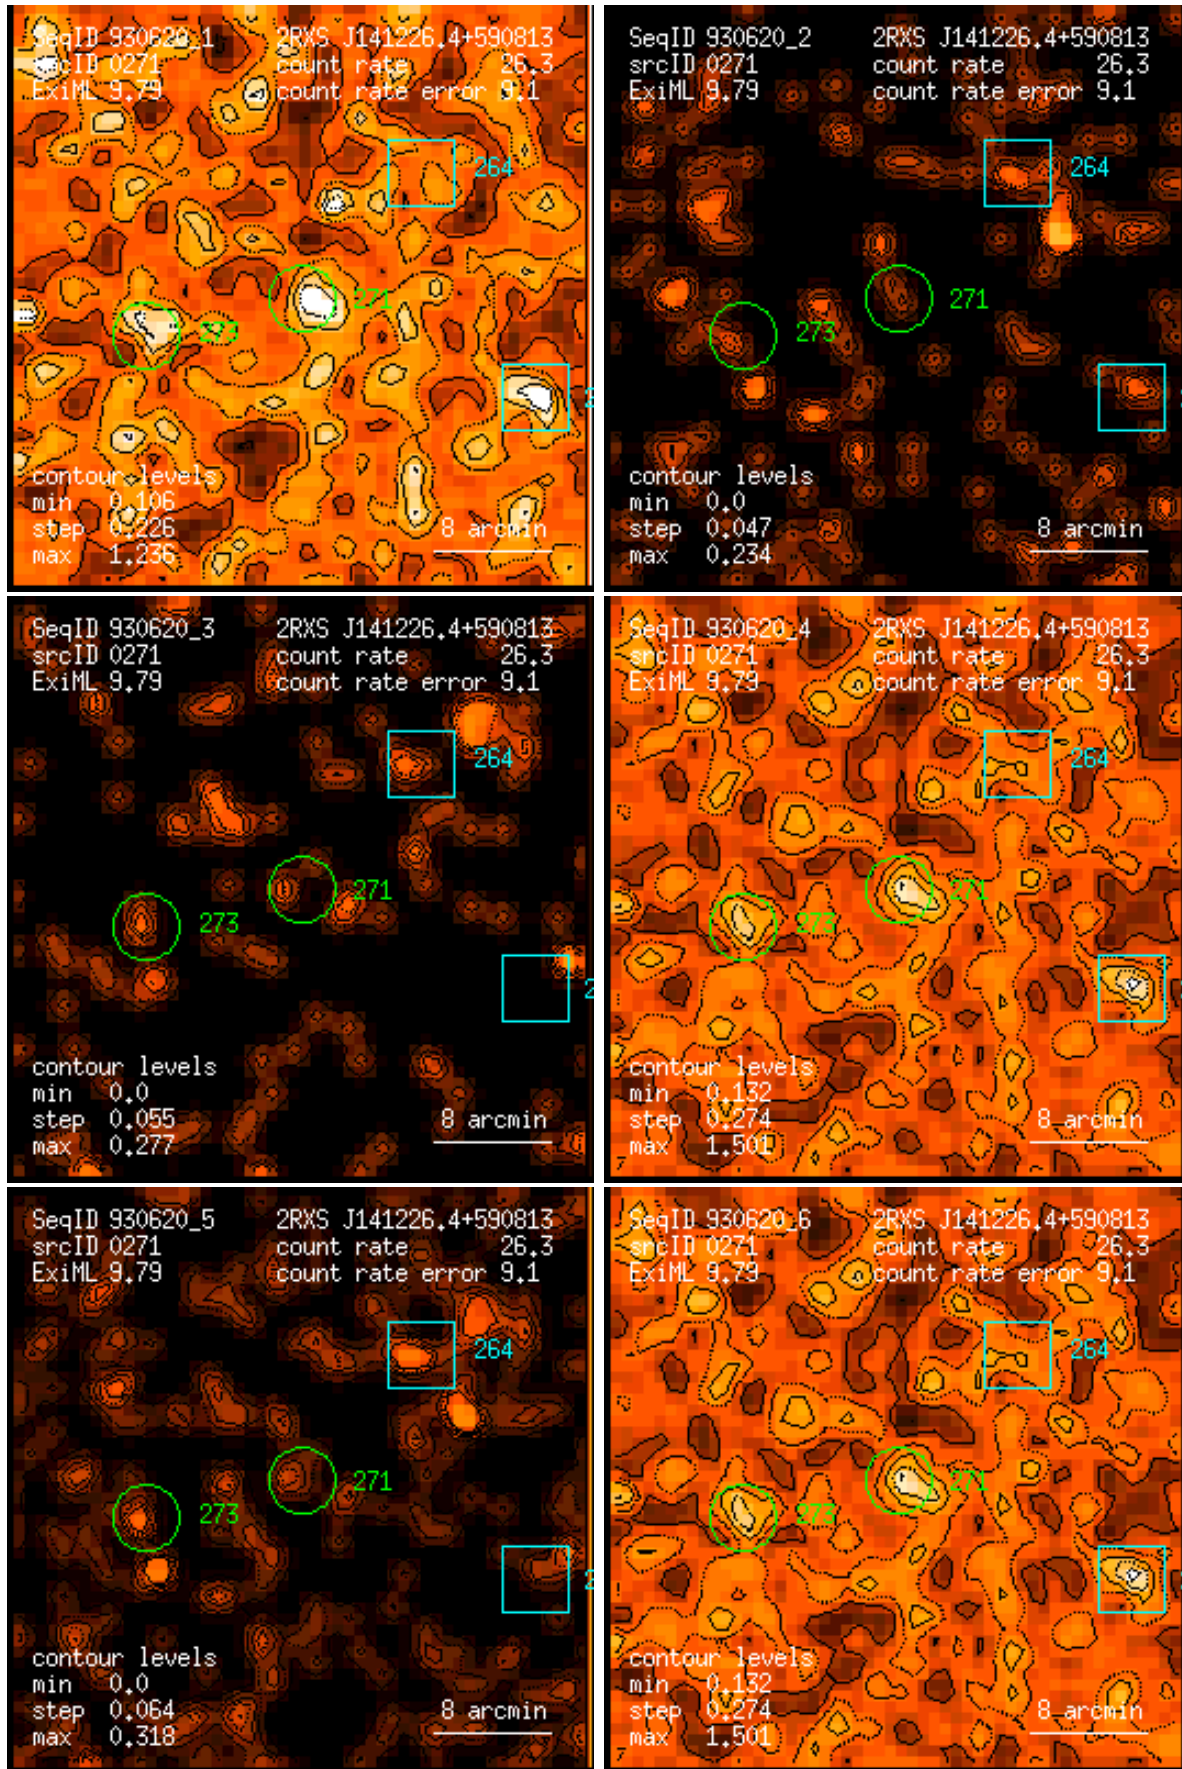 SeqID 930620_1 2RXS J141226.4+590813
srcID 0271 count rate 26.3
ExiML 9.79 count rate error 9.1
264
271
273
contour levels
min 0.106
step 0.226
max 1.236
8 arcmin
SeqID 930620_2 2RXS J141226.4+590813
srcID 0271 count rate 26.3
ExiML 9.79 count rate error 9.1
264
271
273
contour levels
min 0.0
step 0.047
max 0.234
8 arcmin
SeqID 930620_3 2RXS J141226.4+590813
srcID 0271 count rate 26.3
ExiML 9.79 count rate error 9.1
264
271
273
contour levels
min 0.0
step 0.055
max 0.277
8 arcmin
SeqID 930620_4 2RXS J141226.4+590813
srcID 0271 count rate 26.3
ExiML 9.79 count rate error 9.1
264
271
273
contour levels
min 0.132
step 0.274
max 1.501
8 arcmin
SeqID 930620_5 2RXS J141226.4+590813
srcID 0271 count rate 26.3
ExiML 9.79 count rate error 9.1
264
271
273
contour levels
min 0.0
step 0.064
max 0.318
8 arcmin
SeqID 930620_6 2RXS J141226.4+590813
srcID 0271 count rate 26.3
ExiML 9.79 count rate error 9.1
264
271
273
contour levels
min 0.132
step 0.274
max 1.501
8 arcmin